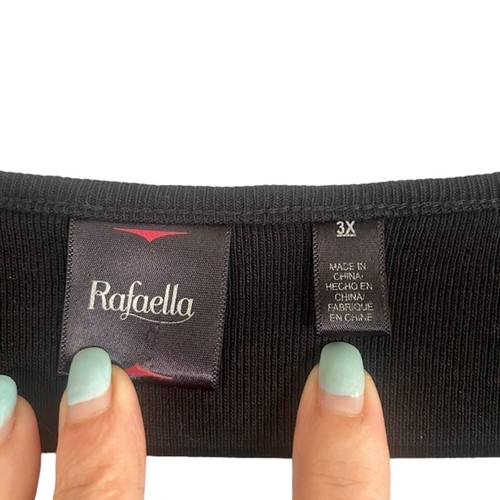 Rafaella
3X
MADE IN
CHINA·
HECHO EN
CHINA/
FABRIQUÉ
EN CHINE